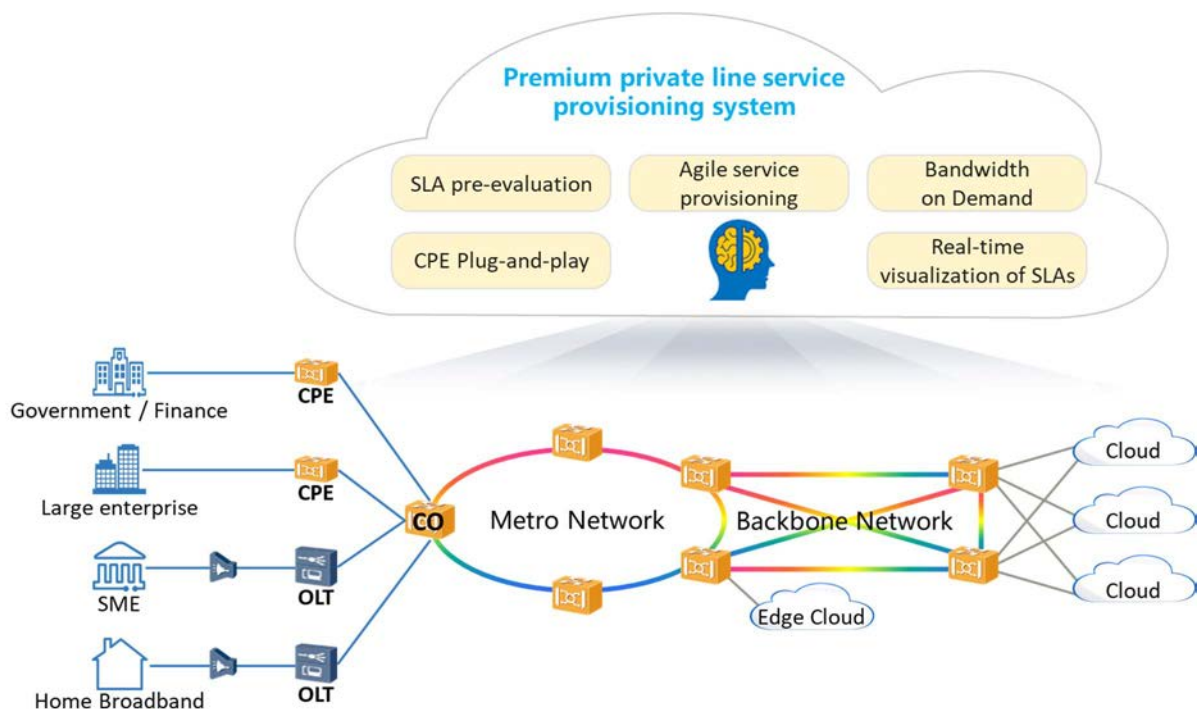 Premium private line service
provisioning system
SLA pre-evaluation
Agile service
provisioning
Bandwidth
on Demand
CPE Plug-and-play
Real-time
visualization of SLAs
Government / Finance
CPE
Large enterprise
CPE
SME
OLT
Home Broadband
OLT
CO
Metro Network
Backbone Network
Edge Cloud
Cloud
Cloud
Cloud